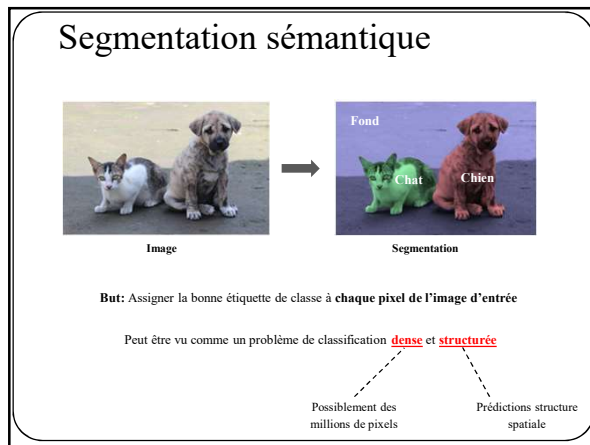 Segmentation sémantique
Fond
Chat
Chien
Image
Segmentation
But: Assigner la bonne étiquette de classe à chaque pixel de l'image d'entrée
Peut être vu comme un problème de classification dense et structurée
Possiblement des
millions de pixels
Prédictions structure
spatiale